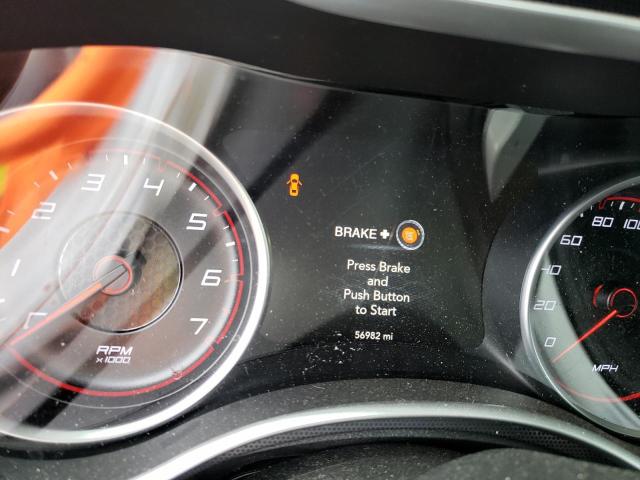 1
2
3
4
5
6
7
RPM
x1000
BRAKE +
Press Brake
and
Push Button
to Start
56982 mi
0
20
40
60
80
100
MPH